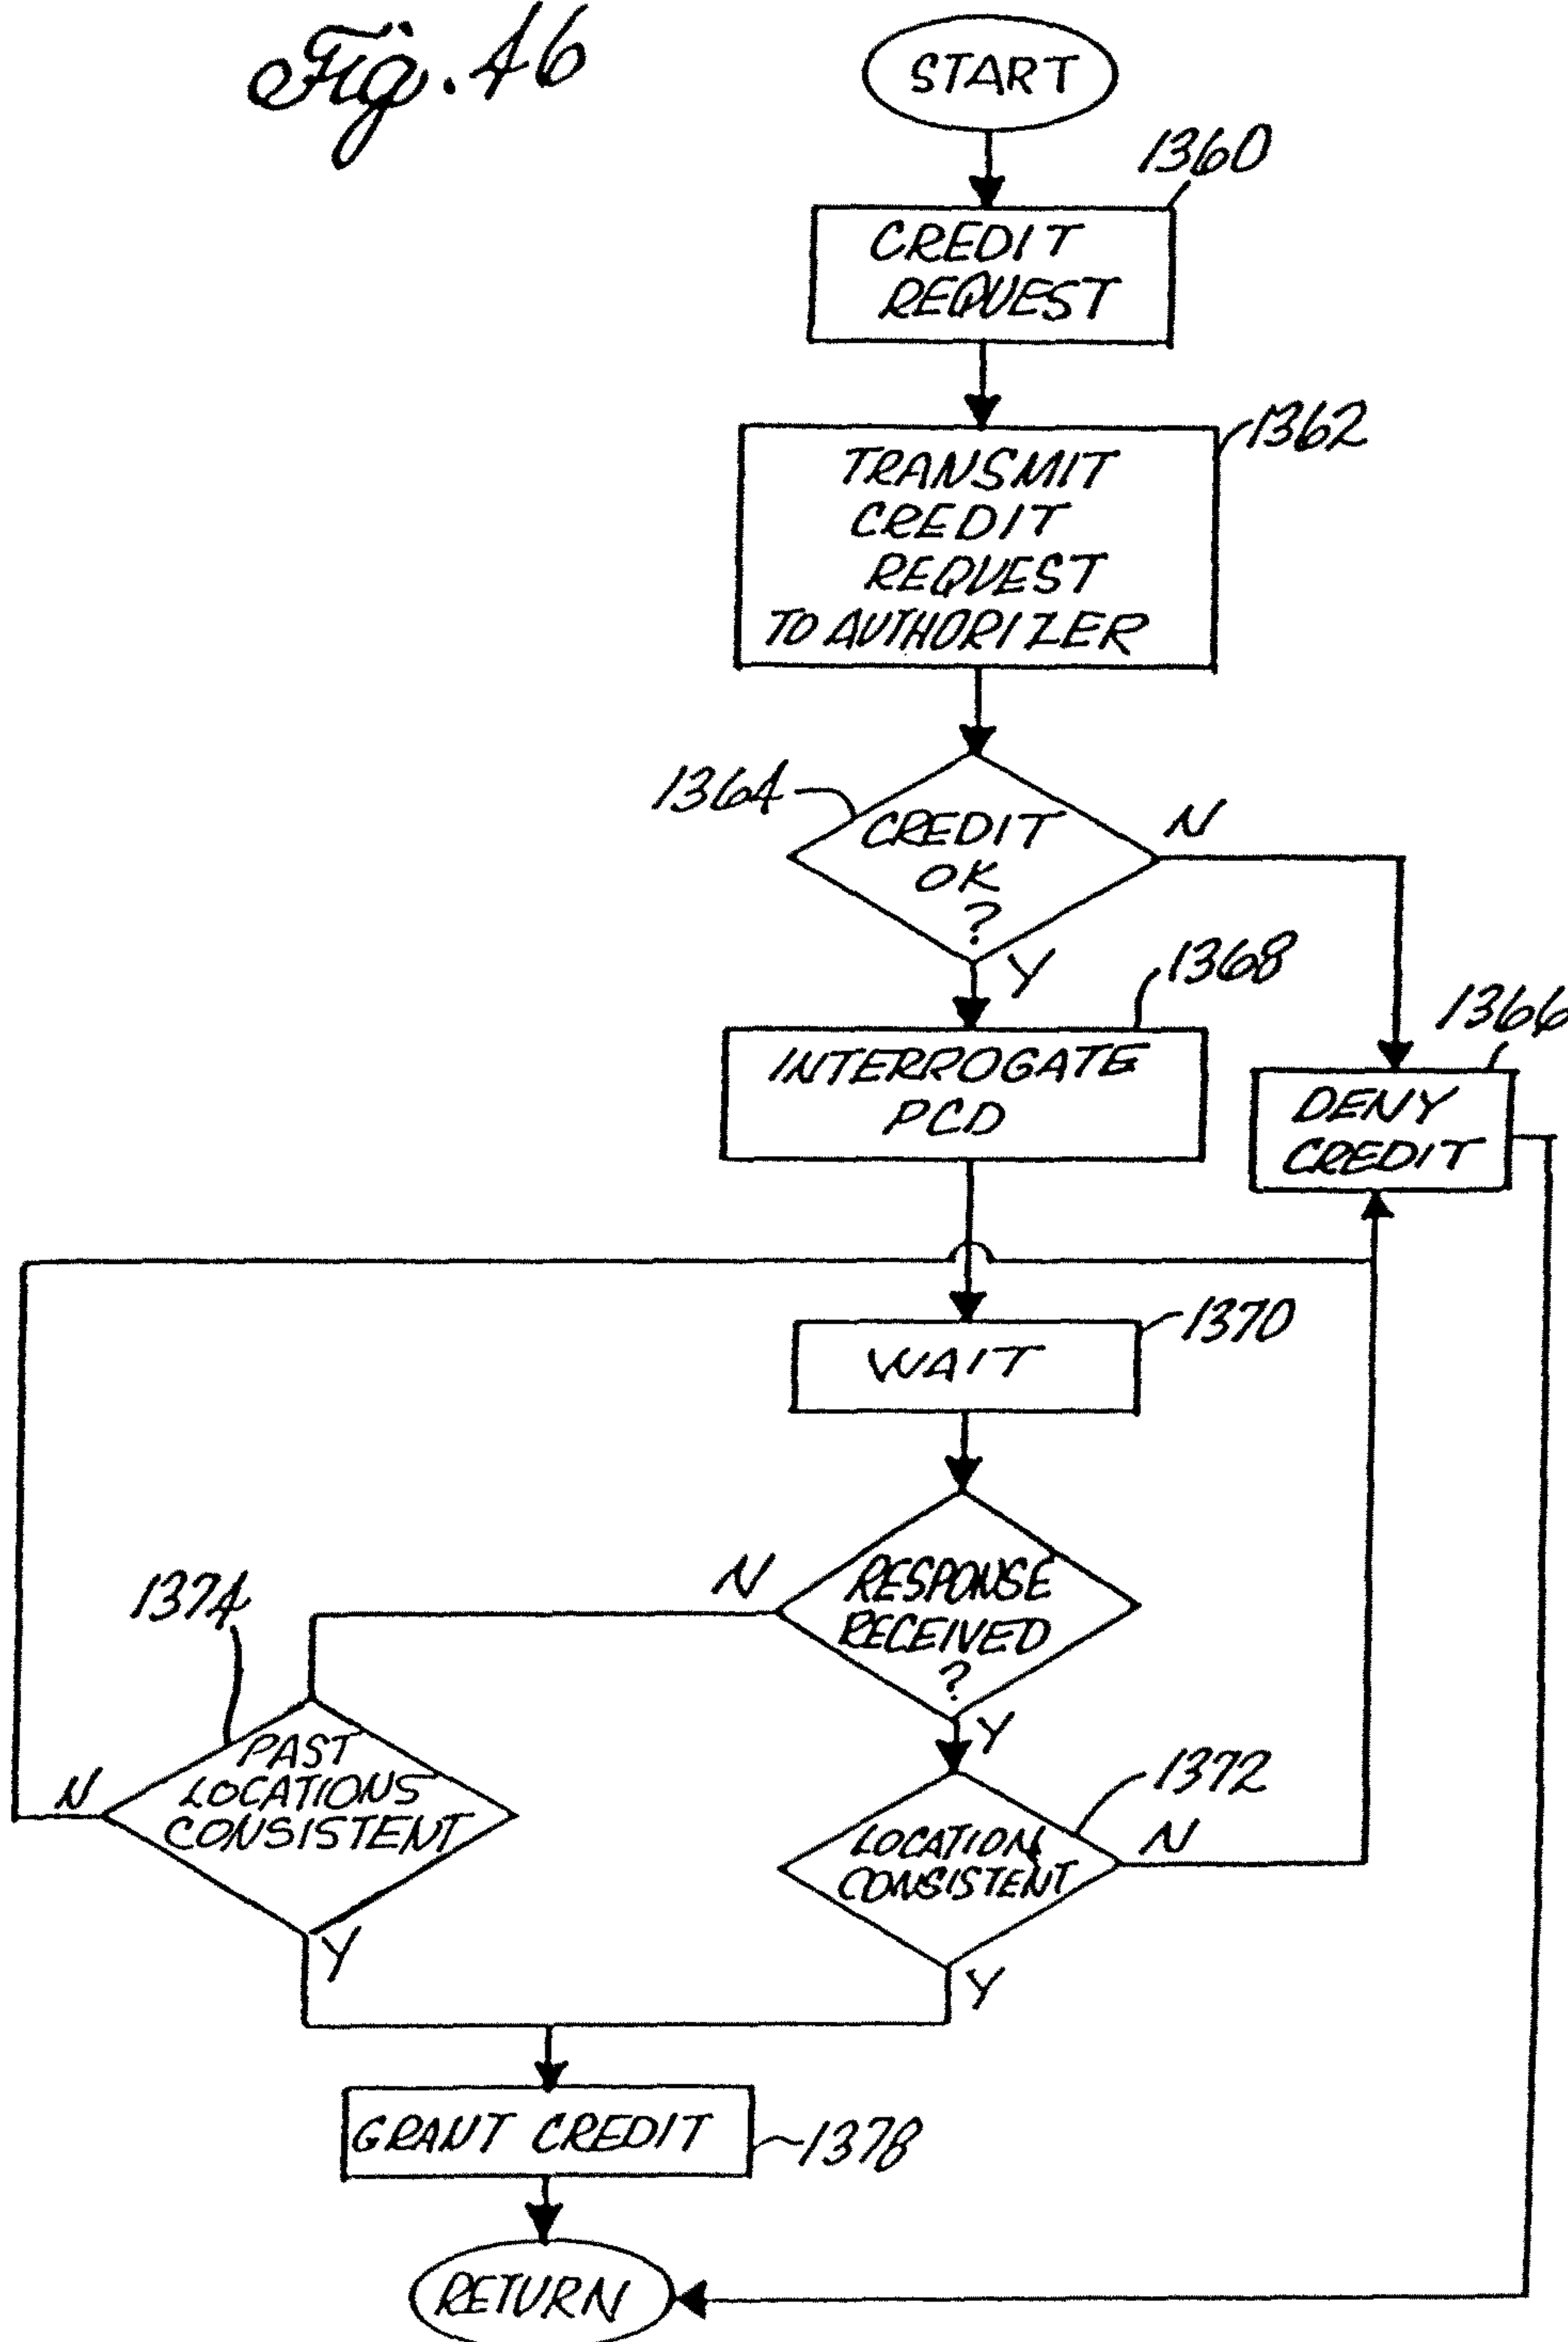 Fig. 46
START
1360
CREDIT
REQUEST
1362
TRANSMIT
CREDIT
REQUEST
TO AUTHORIZER
1364
CREDIT
OK
?
N
Y
1368
1366
INTERROGATE
PCD
DENY
CREDIT
1370
WAIT
N
RESPONSE
RECEIVED
?
Y
1374
PAST
LOCATIONS
CONSISTENT
N
Y
1372
LOCATION
CONSISTENT
N
Y
GRANT CREDIT
1378
RETURN